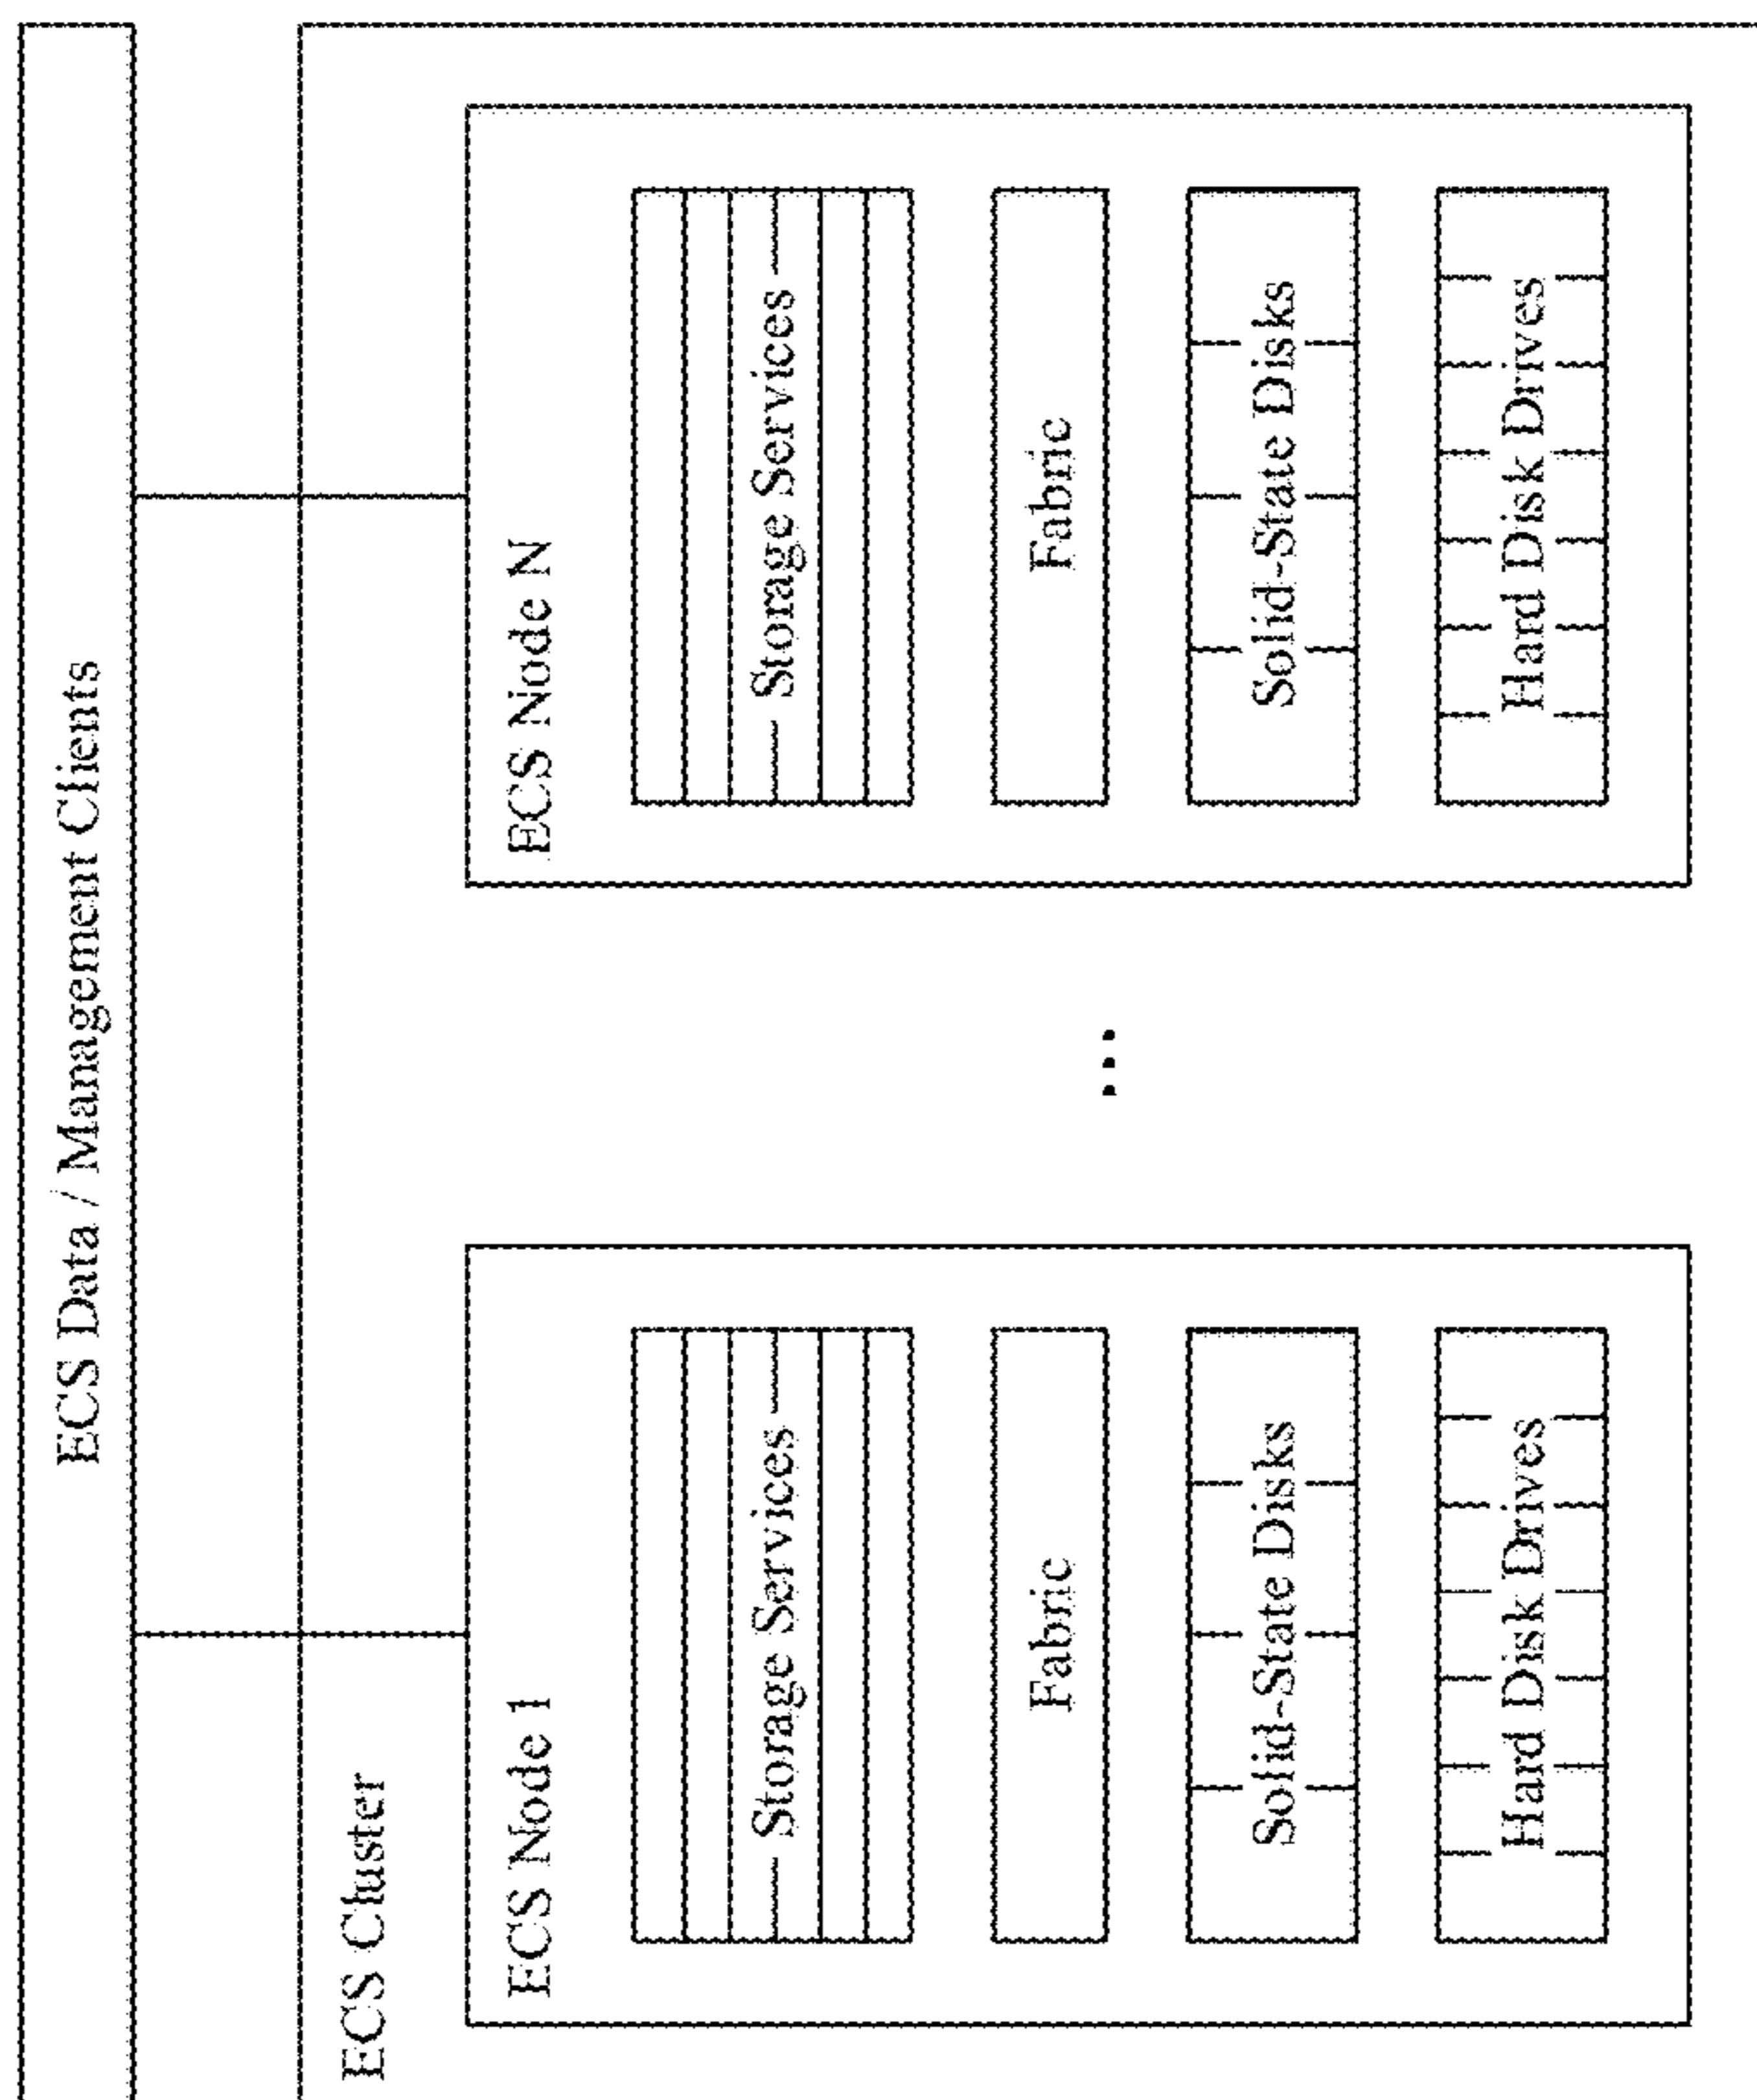 ECS Data / Management Clients
ECS Cluster
ECS Node 1
Storage Services
Fabric
Solid-State Disks
Hard Disk Drives
...
ECS Node N
Storage Services
Fabric
Solid-State Disks
Hard Disk Drives